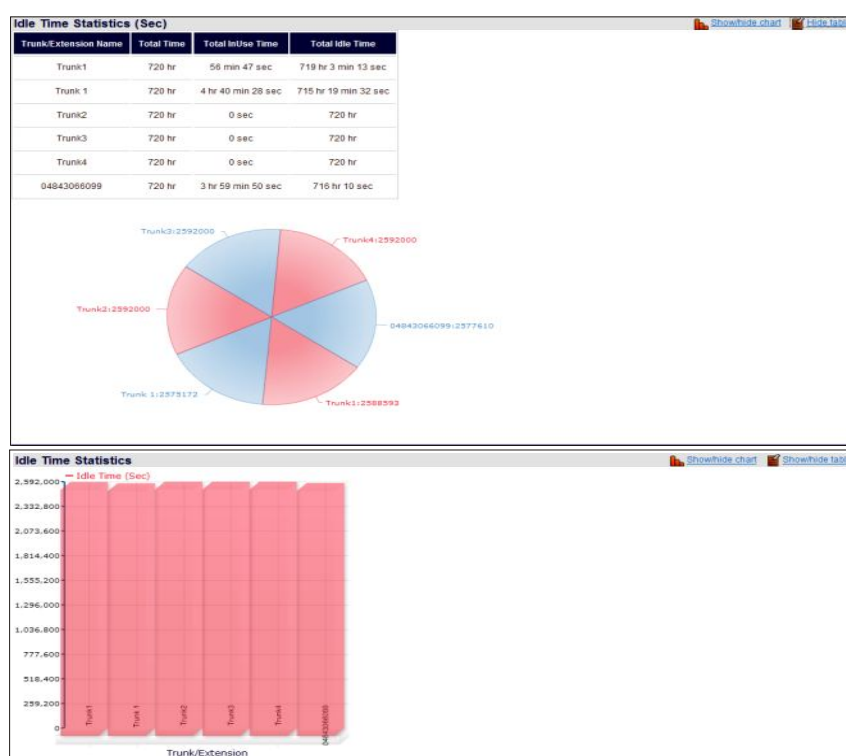 Idle Time Statistics (Sec)
Show/hide chart
Hide tabl
Trunk/Extension Name Total Time Total InUse Time Total Idle Time
Trunk1 720 hr 56 min 47 sec 719 hr 3 min 13 sec
Trunk 1 720 hr 4 hr 40 min 28 sec 715 hr 19 min 32 sec
Trunk2 720 hr 0 sec 720 hr
Trunk3 720 hr 0 sec 720 hr
Trunk4 720 hr 0 sec 720 hr
04843066099 720 hr 3 hr 59 min 50 sec 716 hr 10 sec
Trunk3:2592000
Trunk4:2592000
Trunk2:2592000
04843066099:2577610
Trunk 1:2575172
Trunk1:2588593
Idle Time Statistics
Show/hide chart
Show/hide tabl
Idle Time (Sec)
2,592,000
2,332,800
2,073,600
1,814,400
1,555,200
1,296,000
1,036,800
777,600
518,400
259,200
0
Trunk1
Trunk 1
Trunk2
Trunk3
Trunk4
04843066099
Trunk/Extension